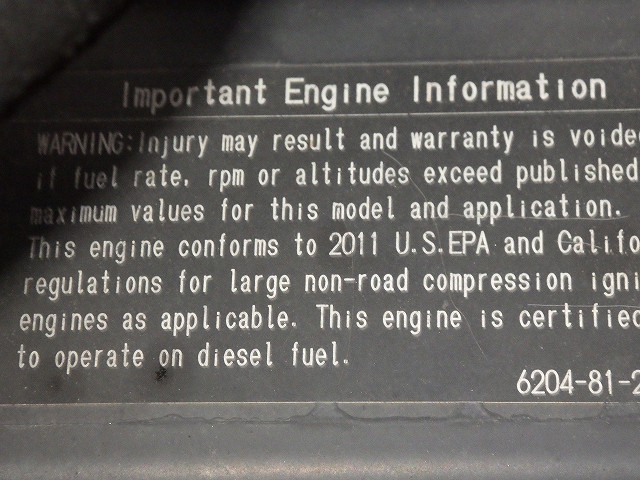 Important Engine Information
WARNING:Injury may result and warranty is voided
if fuel rate, rpm or altitudes exceed published
maximum values for this model and application.
This engine conforms to 2011 U.S.EPA and Califo
regulations for large non-road compression igni
engines as applicable. This engine is certified
to operate on diesel fuel.
6204-81-2